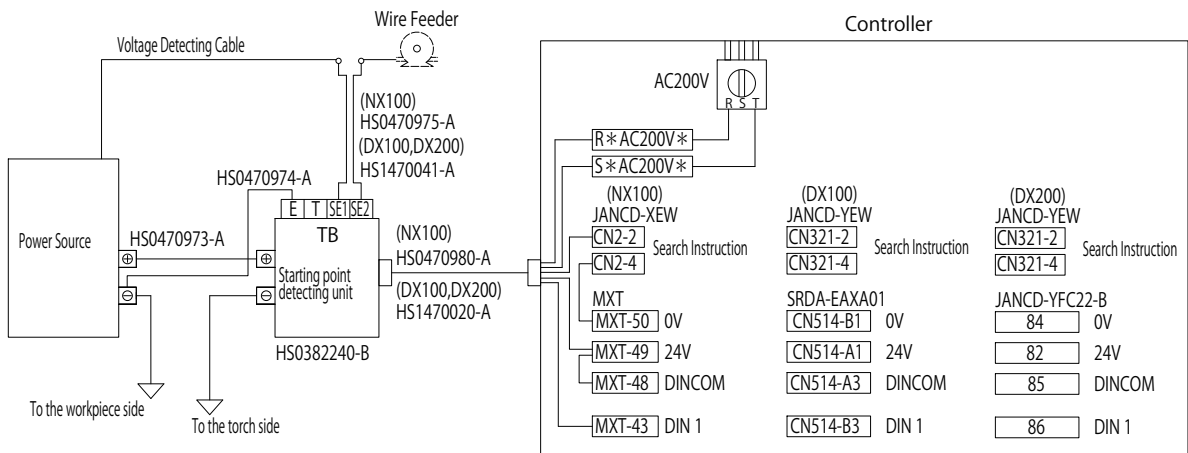 Wire Feeder
Controller
Voltage Detecting Cable
AC200V
R S T
(NX100)
HS0470975-A
(DX100,DX200)
HS1470041-A
R＊AC200V＊
S＊AC200V＊
HS0470974-A
E T SE1 SE2
TB
Power Source
HS0470973-A
⊕
⊖
⊕
⊖
Starting point
detecting unit
HS0382240-B
(NX100)
HS0470980-A
(DX100,DX200)
HS1470020-A
To the workpiece side
To the torch side
(NX100)
JANCD-XEW
CN2-2
CN2-4
Search Instruction
MXT
MXT-50 0V
MXT-49 24V
MXT-48 DINCOM
MXT-43 DIN 1
(DX100)
JANCD-YEW
CN321-2
CN321-4
Search Instruction
SRDA-EAXA01
CN514-B1 0V
CN514-A1 24V
CN514-A3 DINCOM
CN514-B3 DIN 1
(DX200)
JANCD-YEW
CN321-2
CN321-4
Search Instruction
JANCD-YFC22-B
84 0V
82 24V
85 DINCOM
86 DIN 1